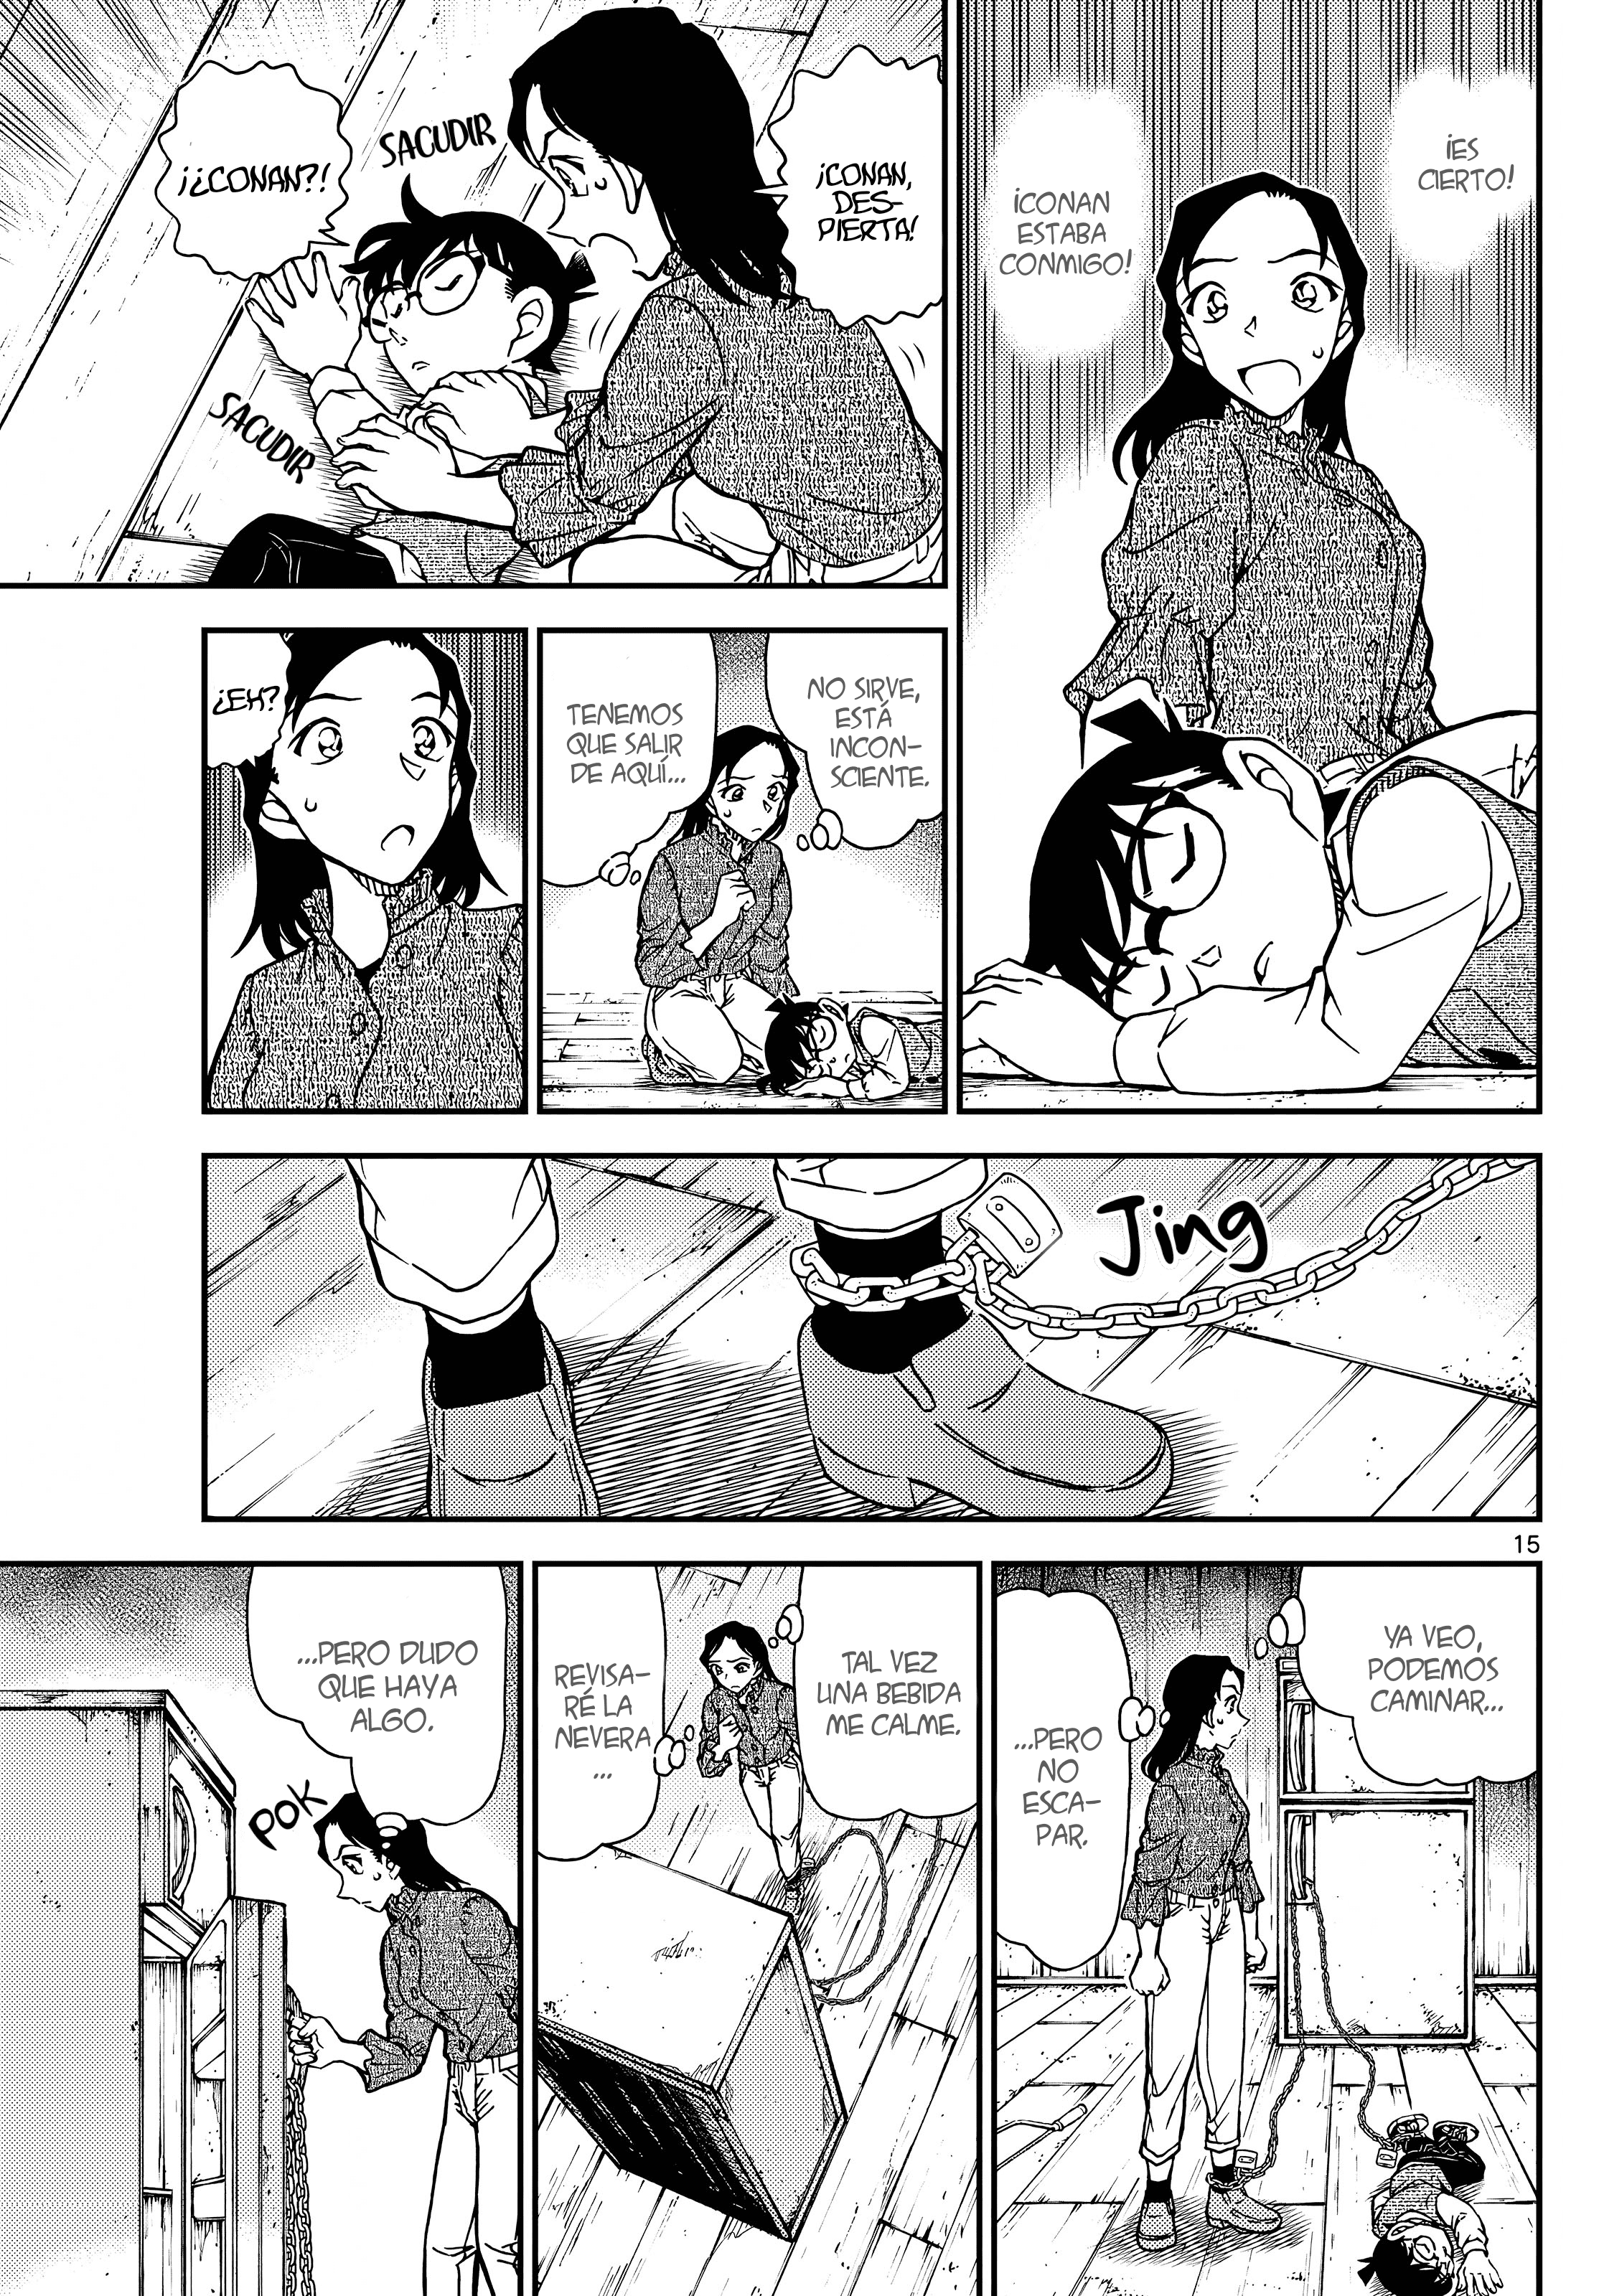 ¡ES
CIERTO!
¡CONAN
ESTABA
CONMIGO!
¡CONAN,
DES-
PIERTA!
SACUDIR
¡¿CONAN?!
SACUDIR
NO SIRVE,
ESTÁ
INCON-
SCIENTE.
TENEMOS
QUE SALIR
DE AQUÍ...
¿EH?
Jing
15
YA VEO,
PODEMOS
CAMINAR...
...PERO
NO
ESCA-
PAR.
TAL VEZ
UNA BEBIDA
ME CALME.
REVISA-
RÉ LA
NEVERA
...
...PERO DUDO
QUE HAYA
ALGO.
POK